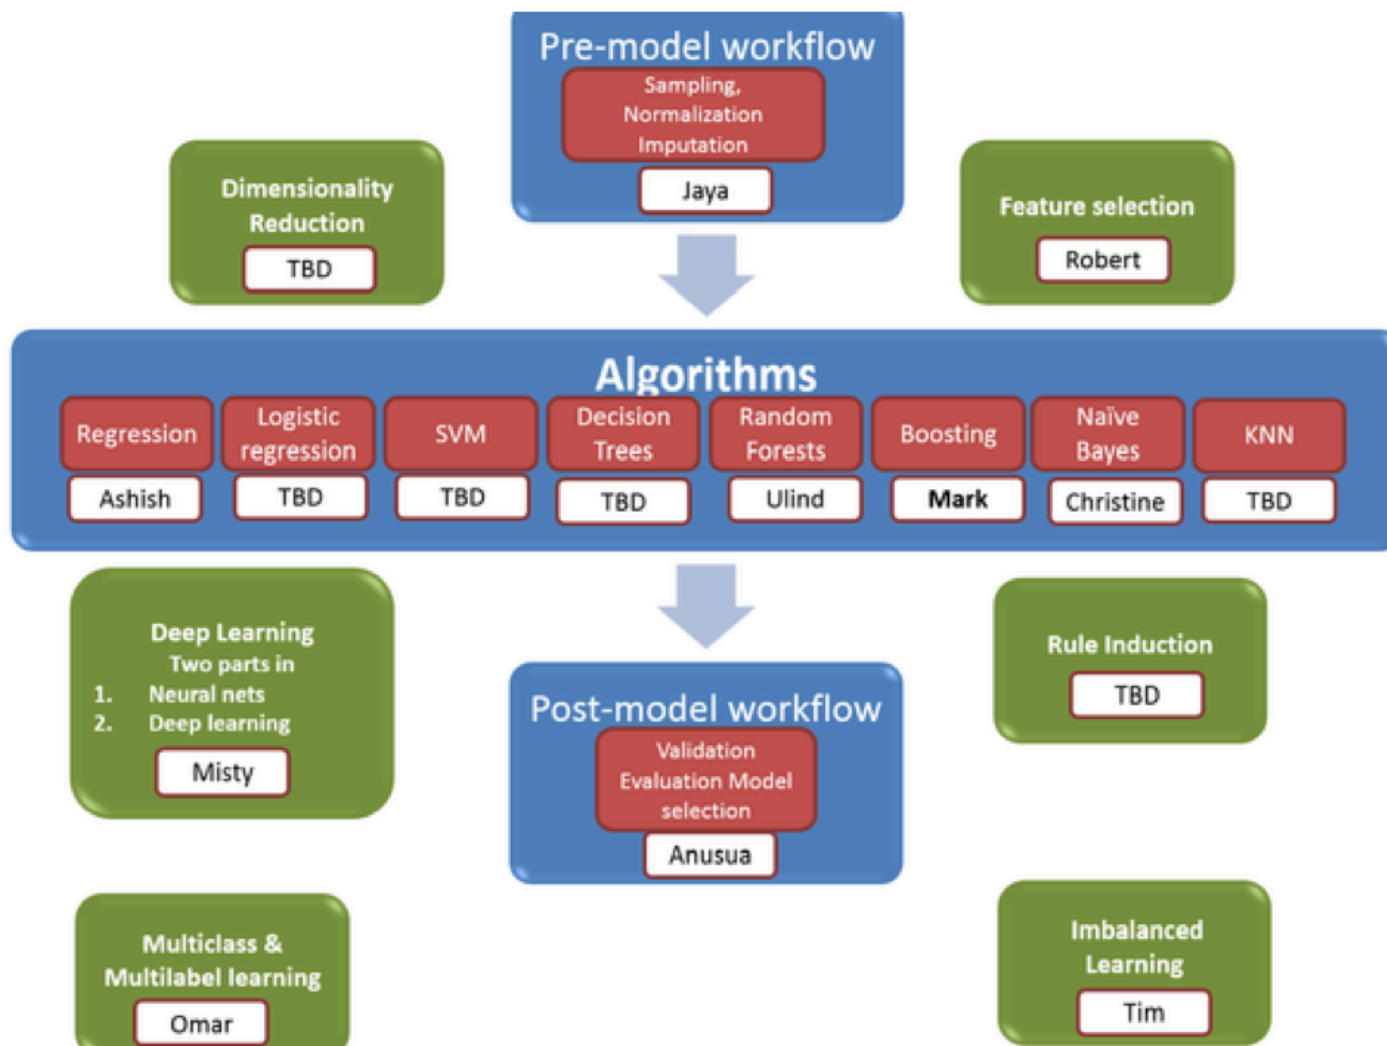 Pre-model workflow
Sampling,
Normalization
Imputation
Jaya
Dimensionality
Reduction
TBD
Feature selection
Robert
Algorithms
Regression
Ashish
Logistic
regression
TBD
SVM
TBD
Decision
Trees
TBD
Random
Forests
Ulind
Boosting
Mark
Naïve
Bayes
Christine
KNN
TBD
Deep Learning
Two parts in
1. Neural nets
2. Deep learning
Misty
Post-model workflow
Validation
Evaluation Model
selection
Anusua
Rule Induction
TBD
Multiclass &
Multilabel learning
Omar
Imbalanced
Learning
Tim